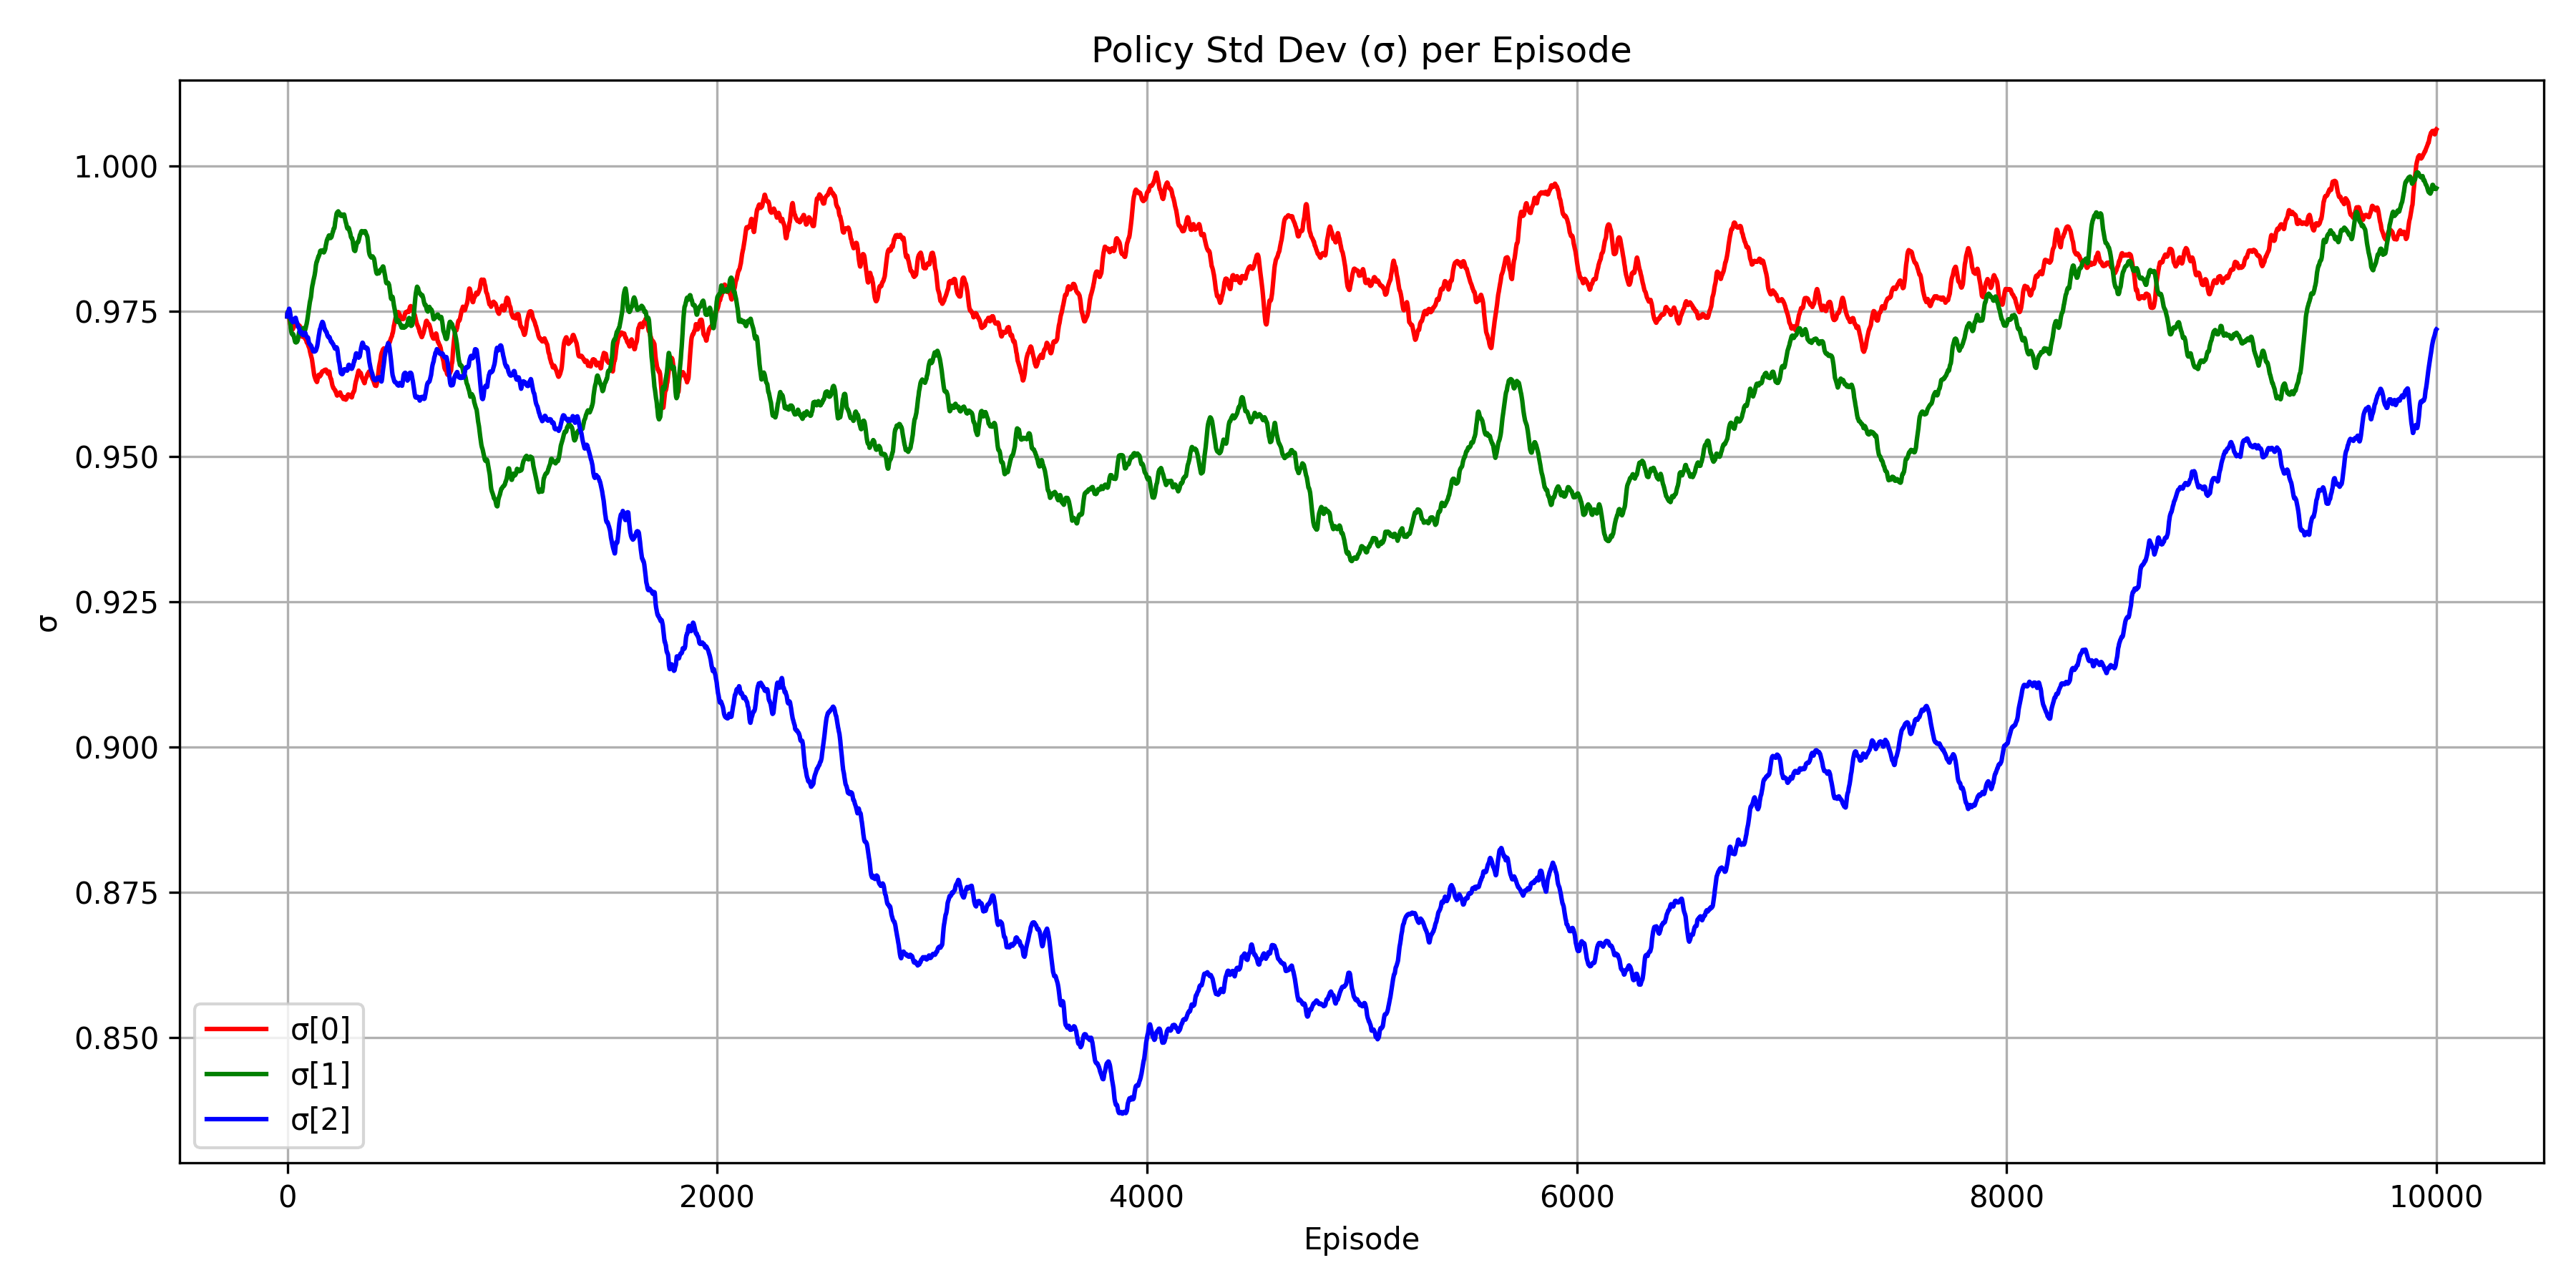 Policy Std Dev (σ) per Episode
1.000
0.975
0.950
0.925
0.900
0.875
0.850
σ
σ[0]
σ[1]
σ[2]
0
2000
4000
6000
8000
10000
Episode